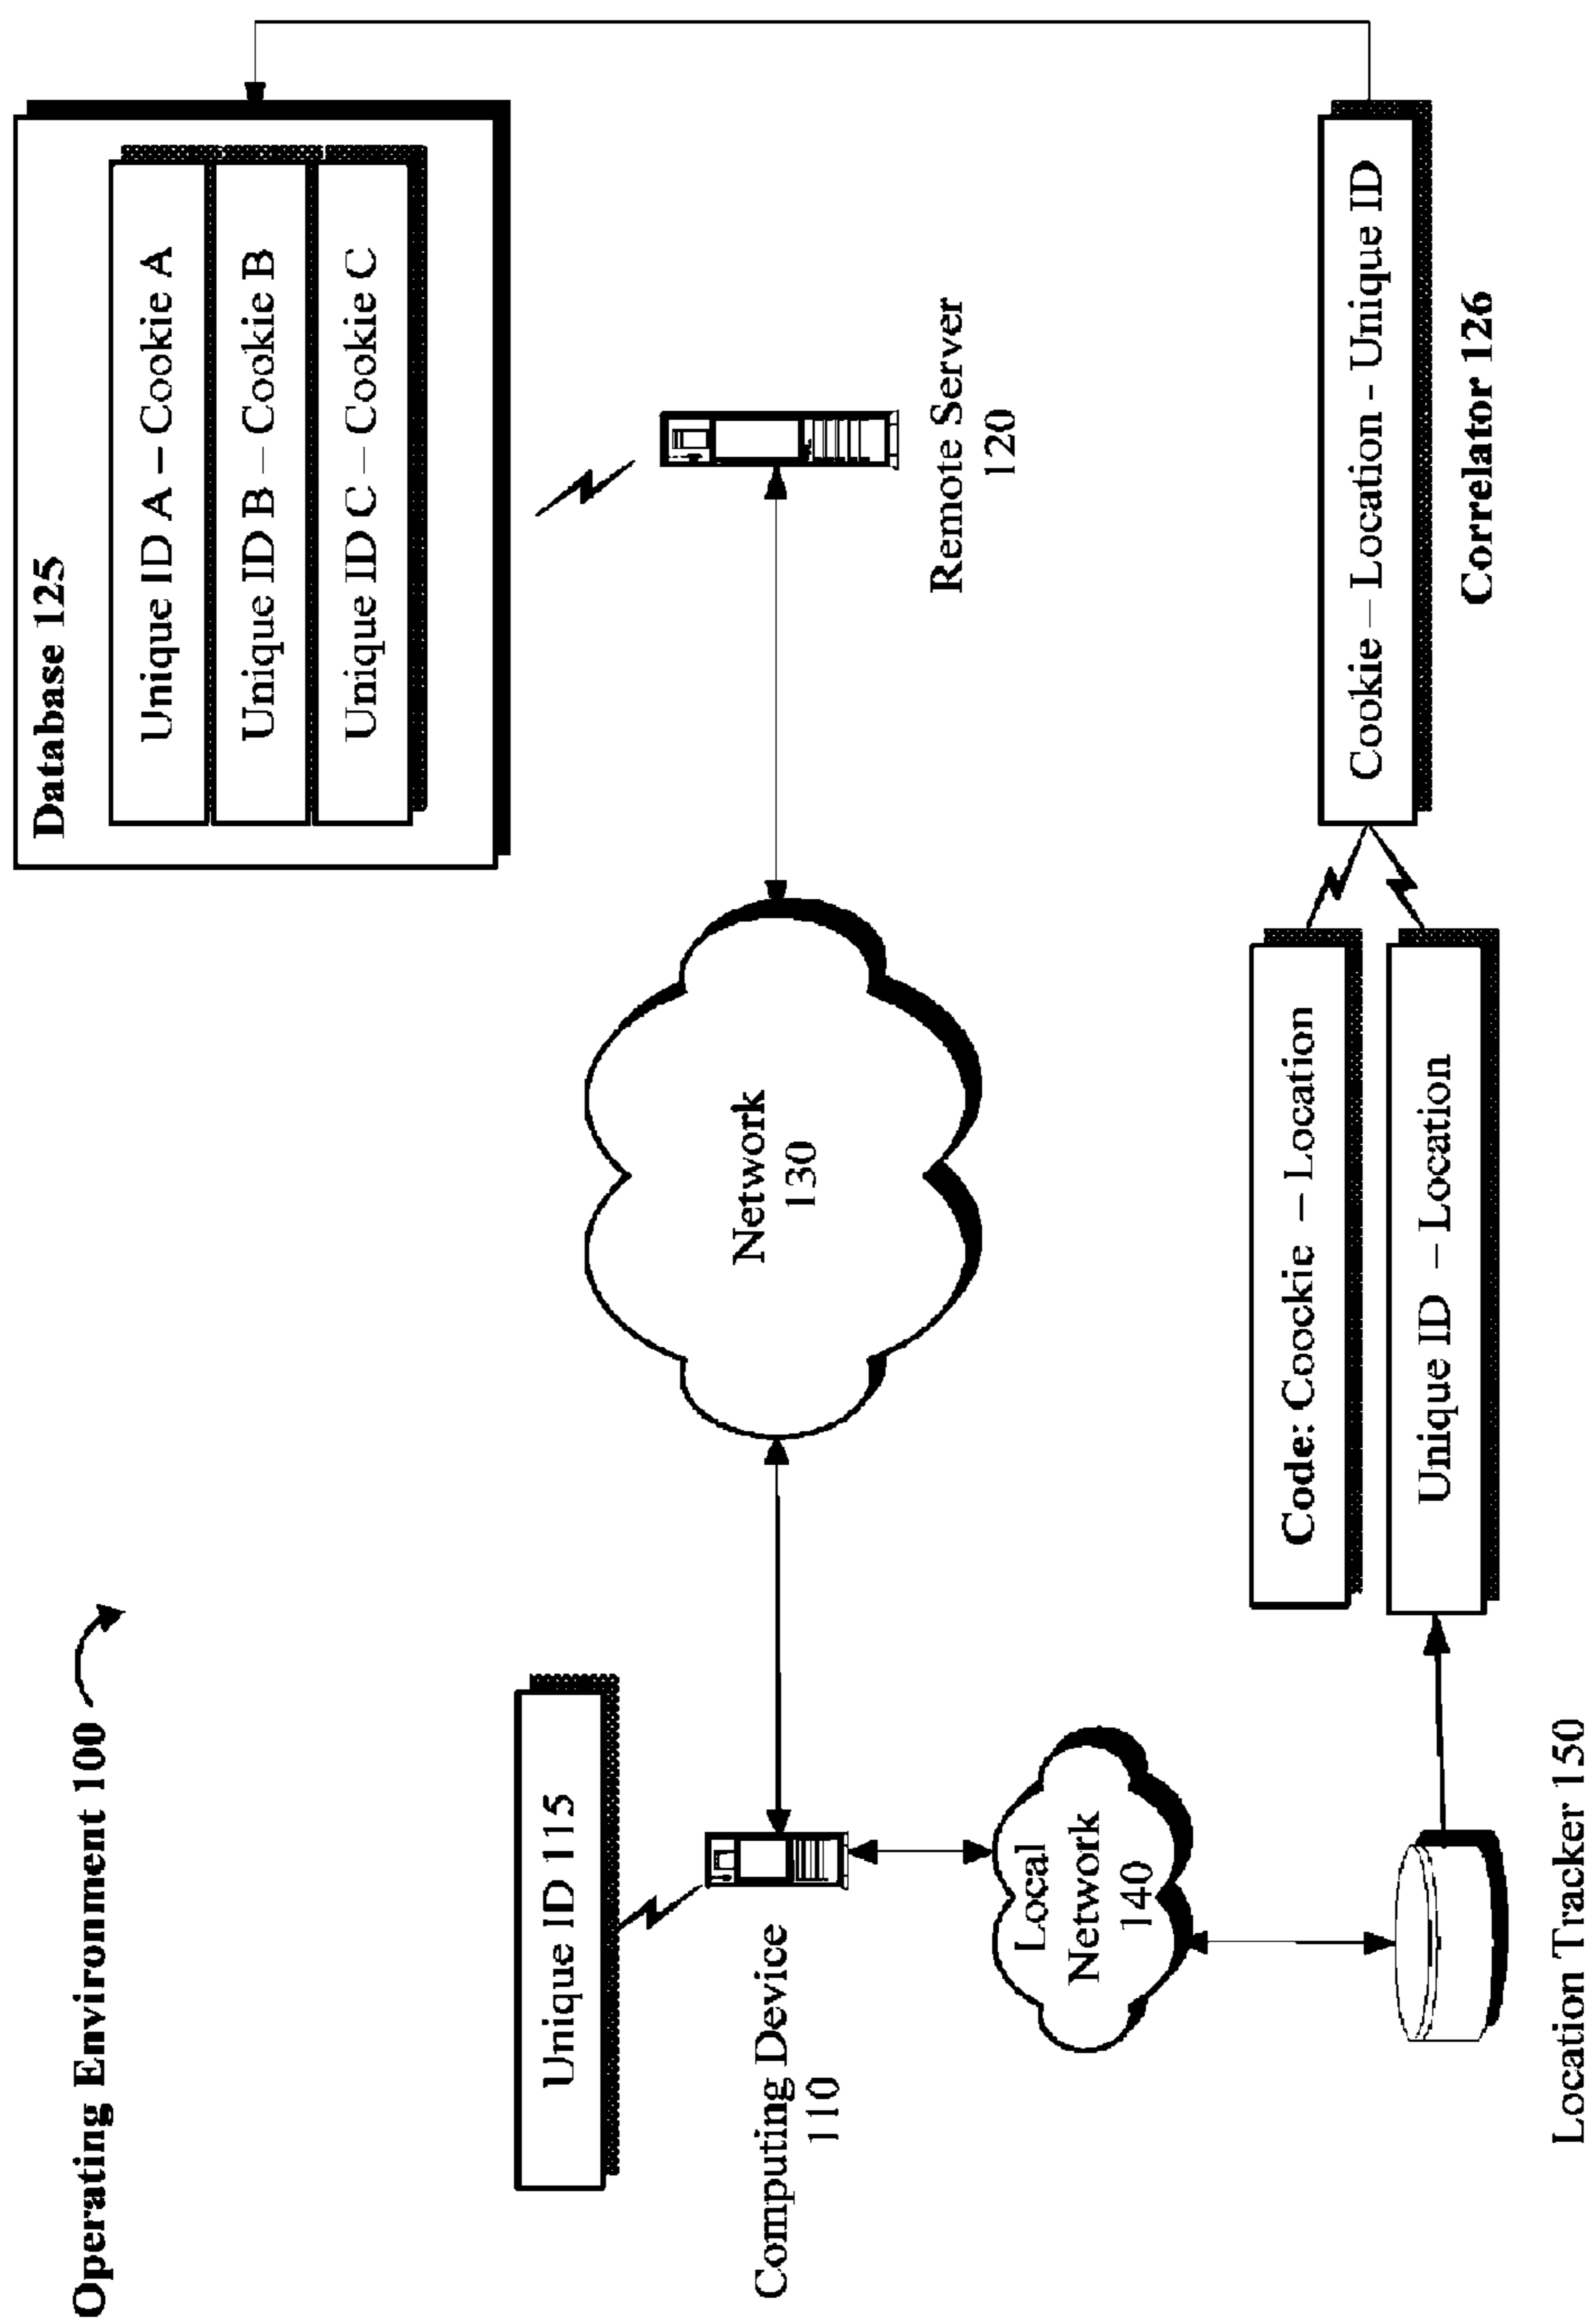 Operating Environment 100
Database 125
Unique ID A – Cookie A
Unique ID B – Cookie B
Unique ID C – Cookie C
Unique ID 115
Computing Device
110
Network
130
Remote Server
120
Local
Network
140
Code: Coockie – Location
Unique ID – Location
Cookie – Location - Unique ID
Correlator 126
Location Tracker 150